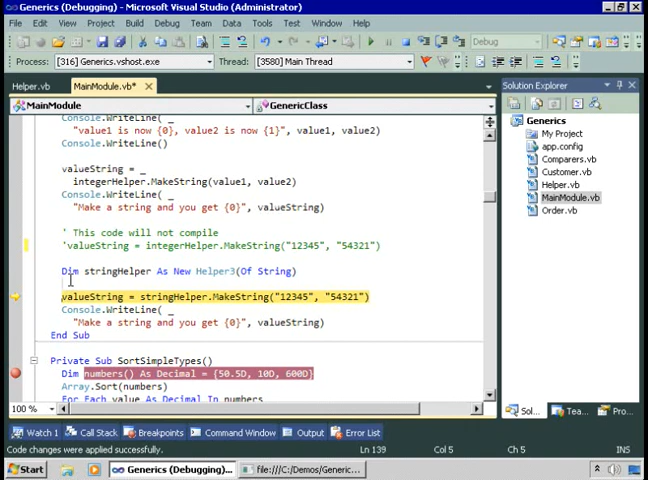 Generics (Debugging) - Microsoft Visual Studio (Administrator)
File Edit View Project Build Debug Team Data Tools Test Window Help
Debug
Process: [316] Generics.vshost.exe Thread: [3580] Main Thread
Helper.vb MainModule.vb*
MainModule GenericClass
Console.WriteLine( _
"value1 is now {0}, value2 is now {1}", value1, value2)
Console.WriteLine()
valueString = _
integerHelper.MakeString(value1, value2)
Console.WriteLine( _
"Make a string and you get {0}", valueString)
' This code will not compile
'valueString = integerHelper.MakeString("12345", "54321")
Dim stringHelper As New Helper3(Of String)
valueString = stringHelper.MakeString("12345", "54321")
Console.WriteLine( _
"Make a string and you get {0}", valueString)
End Sub
Private Sub SortSimpleTypes()
Dim numbers() As Decimal = {50.5D, 10D, 600D}
Array.Sort(numbers)
For Each value As Decimal In numbers
100 %
Solution Explorer
Generics
My Project
app.config
Comparers.vb
Customer.vb
Helper.vb
MainModule.vb
Order.vb
Sol... Tea... Pro...
Watch 1 Call Stack Breakpoints Command Window Output Error List
Code changes were applied successfully. Ln 139 Col 5 Ch 5 INS
Start Generics (Debugging) ... file:///C:/Demos/Generic...